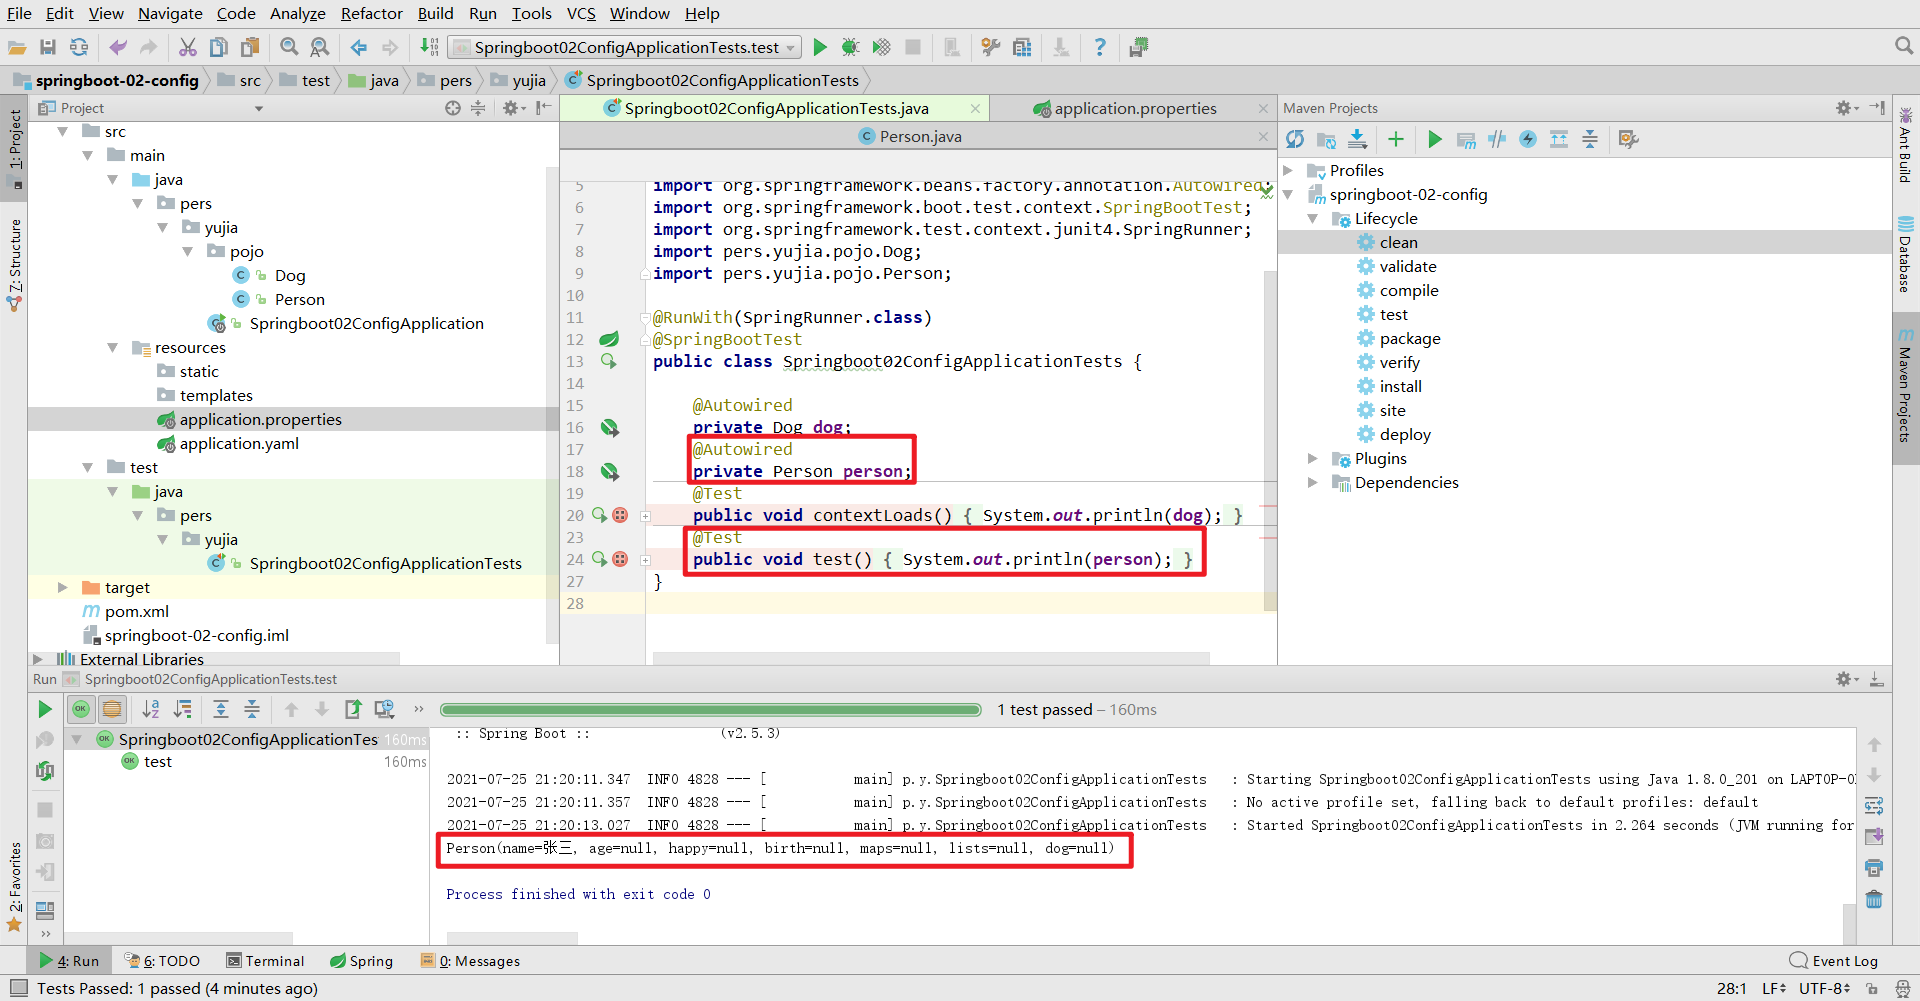 File Edit View Navigate Code Analyze Refactor Build Run Tools VCS Window Help
Springboot02ConfigApplicationTests.test
springboot-02-config src test java pers yujia Springboot02ConfigApplicationTests
1: Project
Z: Structure
2: Favorites
Project
src
main
java
pers
yujia
pojo
Dog
Person
Springboot02ConfigApplication
resources
static
templates
application.properties
application.yaml
test
java
pers
yujia
Springboot02ConfigApplicationTests
target
pom.xml
springboot-02-config.iml
External Libraries
Springboot02ConfigApplicationTests.java application.properties
Person.java
5 import org.springframework.beans.factory.annotation.Autowired;
6 import org.springframework.boot.test.context.SpringBootTest;
7 import org.springframework.test.context.junit4.SpringRunner;
8 import pers.yujia.pojo.Dog;
9 import pers.yujia.pojo.Person;
10
11 @RunWith(SpringRunner.class)
12 @SpringBootTest
13 public class Springboot02ConfigApplicationTests {
14
15 @Autowired
16 private Dog dog;
17 @Autowired
18 private Person person;
19 @Test
20 public void contextLoads() { System.out.println(dog); }
23 @Test
24 public void test() { System.out.println(person); }
27 }
28
Maven Projects
Profiles
springboot-02-config
Lifecycle
clean
validate
compile
test
package
verify
install
site
deploy
Plugins
Dependencies
Ant Build
Database
Maven Projects
Run Springboot02ConfigApplicationTests.test
1 test passed – 160ms
Springboot02ConfigApplicationTes 160ms
test 160ms
:: Spring Boot :: (v2.5.3)
2021-07-25 21:20:11.347 INFO 4828 --- [ main] p.y.Springboot02ConfigApplicationTests : Starting Springboot02ConfigApplicationTests using Java 1.8.0_201 on LAPTOP-0
2021-07-25 21:20:11.357 INFO 4828 --- [ main] p.y.Springboot02ConfigApplicationTests : No active profile set, falling back to default profiles: default
2021-07-25 21:20:13.027 INFO 4828 --- [ main] p.y.Springboot02ConfigApplicationTests : Started Springboot02ConfigApplicationTests in 2.264 seconds (JVM running for
Person(name=张三, age=null, happy=null, birth=null, maps=null, lists=null, dog=null)
Process finished with exit code 0
4: Run 6: TODO Terminal Spring 0: Messages Event Log
Tests Passed: 1 passed (4 minutes ago) 28:1 LF UTF-8